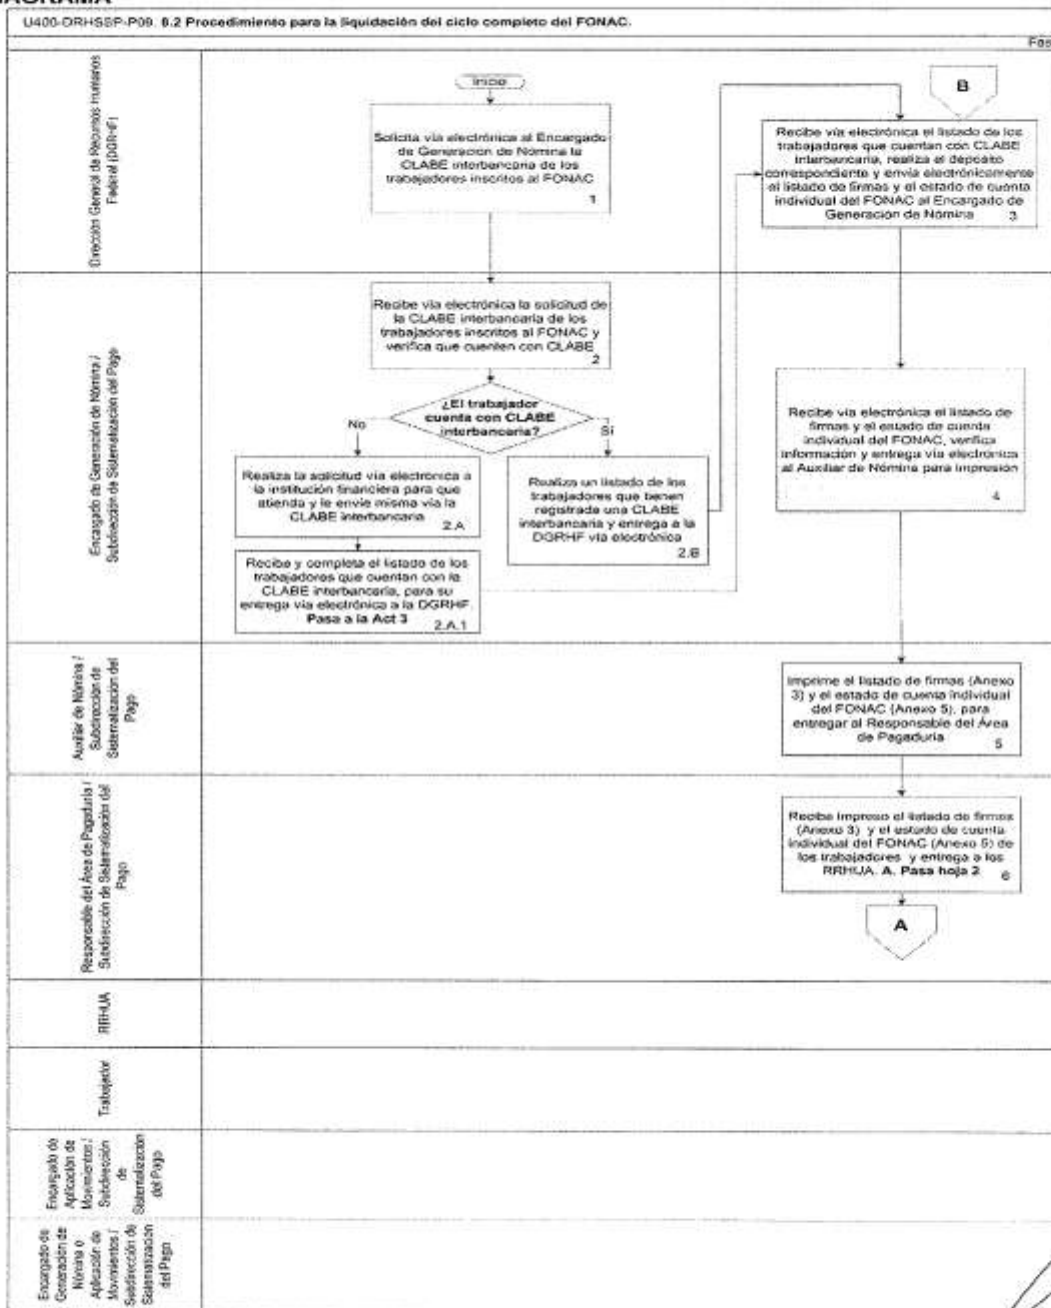 U400-DRHSSP-P09. 8.2 Procedimiento para la liquidación del ciclo completo del FONAC.
Dirección General de Recursos Humanos
Federal (DGRHF)
Inicio
Solicita vía electrónica al Encargado
de Generación de Nómina la
CLABE interbancaria de los
trabajadores inscritos al FONAC
1
B
Recibe vía electrónica el listado de los
trabajadores que cuentan con CLABE
interbancaria, realiza el depósito
correspondiente y envía electrónicamente
el listado de firmas y el estado de cuenta
individual del FONAC al Encargado de
Generación de Nómina
3
Encargado de Generación de Nómina /
Subdirección de Sistematización del Pago
Recibe vía electrónica la solicitud de
la CLABE interbancaria de los
trabajadores inscritos al FONAC y
verifica que cuenten con CLABE
2
¿El trabajador
cuenta con CLABE
interbancaria?
No
Sí
Realiza la solicitud vía electrónica a
la institución financiera para que
atienda y le envíe misma vía la
CLABE interbancaria
2.A
Realiza un listado de los
trabajadores que tienen
registrada una CLABE
interbancaria y entrega a la
DGRHF vía electrónica
2.B
Recibe y completa el listado de los
trabajadores que cuentan con la
CLABE interbancaria, para su
entrega vía electrónica a la DGRHF.
Pasa a la Act 3
2.A.1
Recibe vía electrónica el listado de
firmas y el estado de cuenta
individual del FONAC, verifica
información y entrega vía electrónica
al Auxiliar de Nómina para impresión
4
Auxiliar de Nómina /
Subdirección de
Sistematización del
Pago
Imprime el listado de firmas (Anexo
3) y el estado de cuenta individual
del FONAC (Anexo 5), para
entregar al Responsable del Área
de Pagaduría
5
Responsable del Área de Pagaduría /
Subdirección de Sistematización del
Pago
Recibe impreso el listado de firmas
(Anexo 3) y el estado de cuenta
individual del FONAC (Anexo 5) de
los trabajadores y entrega a los
RRHUA. A. Pasa hoja 2
6
A
RRHUA
Trabajador
Encargado de
Aplicación de
Movimientos /
Subdirección
de
Sistematización
del Pago
Encargado de
Generación de
Nómina o
Aplicación de
Movimientos /
Subdirección de
Sistematización
del Pago